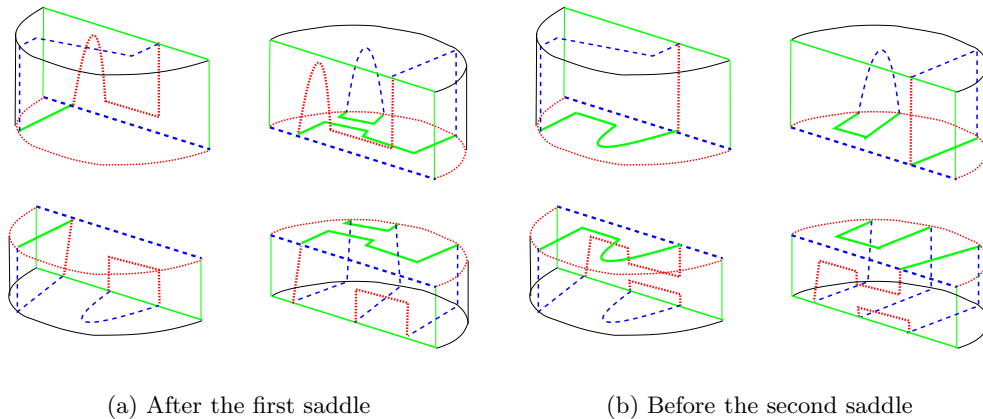 (a) After the first saddle
(b) Before the second saddle